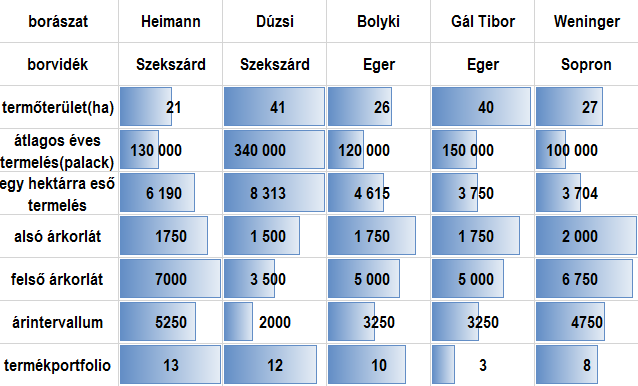 borászat Heimann Dúzsi Bolyki Gál Tibor Weninger
borvidék Szekszárd Szekszárd Eger Eger Sopron
termőterület(ha) 21 41 26 40 27
átlagos éves
termelés(palack) 130 000 340 000 120 000 150 000 100 000
egy hektárra eső
termelés 6 190 8 313 4 615 3 750 3 704
alsó árkorlát 1750 1 500 1 750 1 750 2 000
felső árkorlát 7000 3 500 5 000 5 000 6 750
árintervallum 5250 2000 3250 3250 4750
termékportfolio 13 12 10 3 8